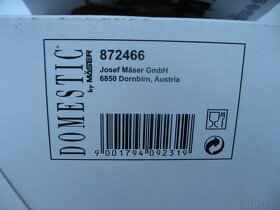 DOMESTIC®
by MÄSER
872466
Josef Mäser GmbH
6850 Dornbirn, Austria
9 001794 092319